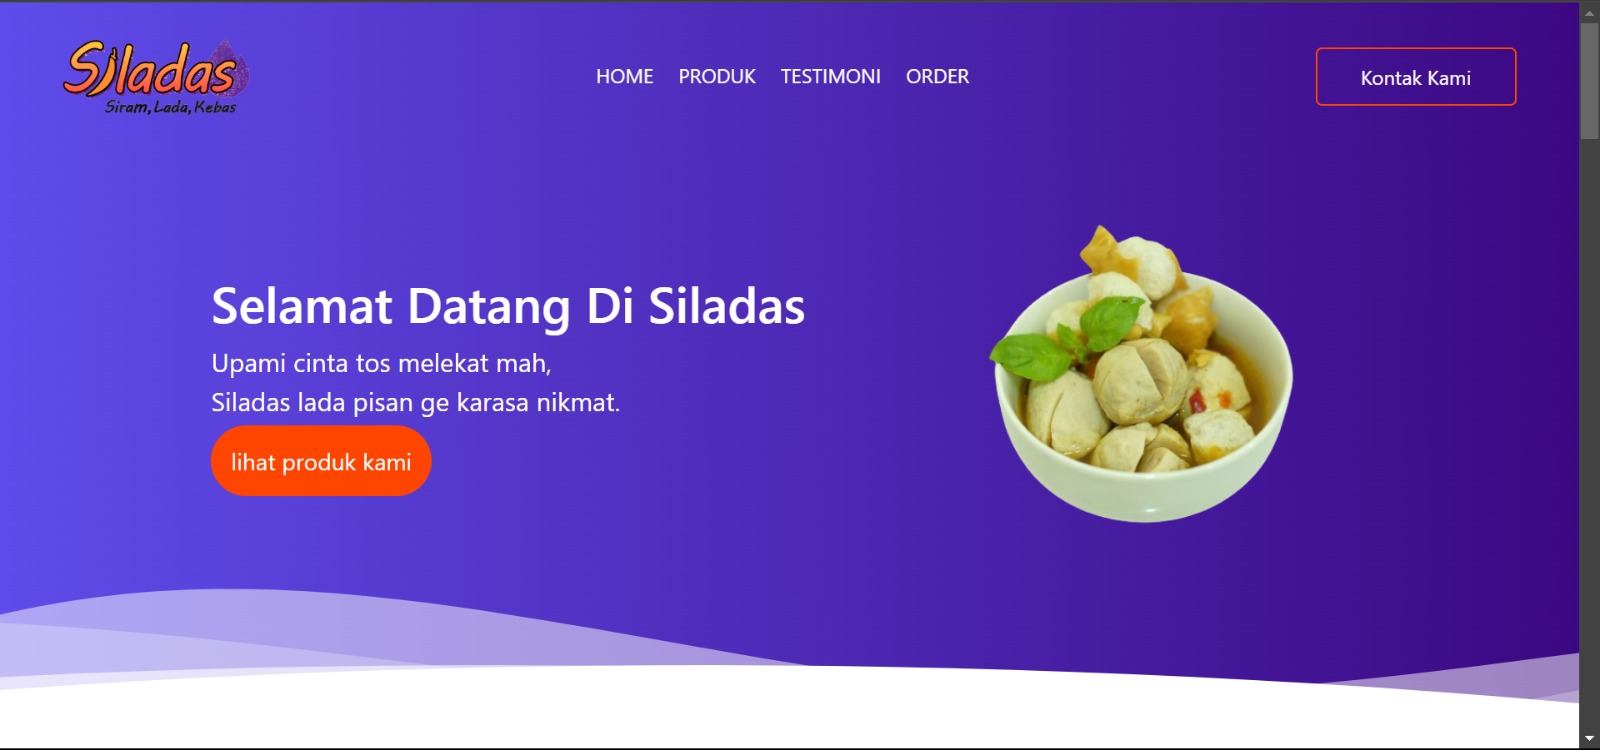 Siladas
Siram, Lada, Kebas
HOME PRODUK TESTIMONI ORDER
Kontak Kami
Selamat Datang Di Siladas
Upami cinta tos melekat mah,
Siladas lada pisan ge karasa nikmat.
lihat produk kami